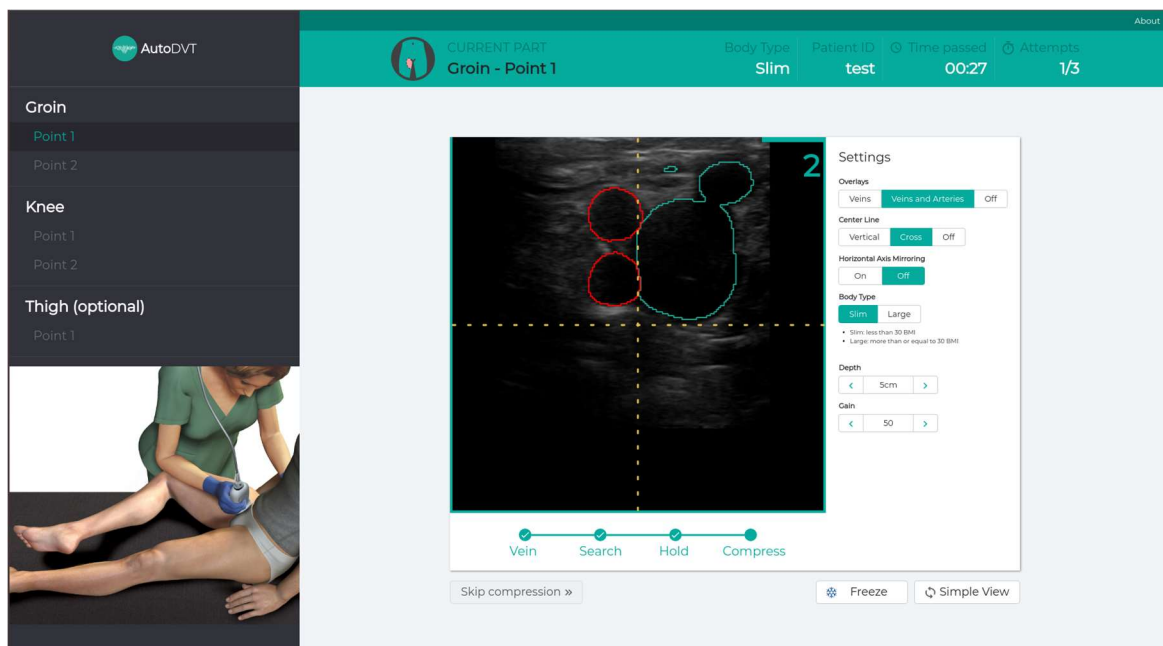 About
AutoDVT
CURRENT PART
Groin - Point 1
Body Type
Slim
Patient ID
test
Time passed
00:27
Attempts
1/3
Groin
Point 1
Point 2
Knee
Point 1
Point 2
Thigh (optional)
Point 1
2
Settings
Overlays
Veins
Veins and Arteries
Off
Center Line
Vertical
Cross
Off
Horizontal Axis Mirroring
On
Off
Body Type
Slim
Large
• Slim: less than 30 BMI
• Large: more than or equal to 30 BMI
Depth
< 5cm >
Gain
< 50 >
Vein
Search
Hold
Compress
Skip compression »
Freeze
Simple View